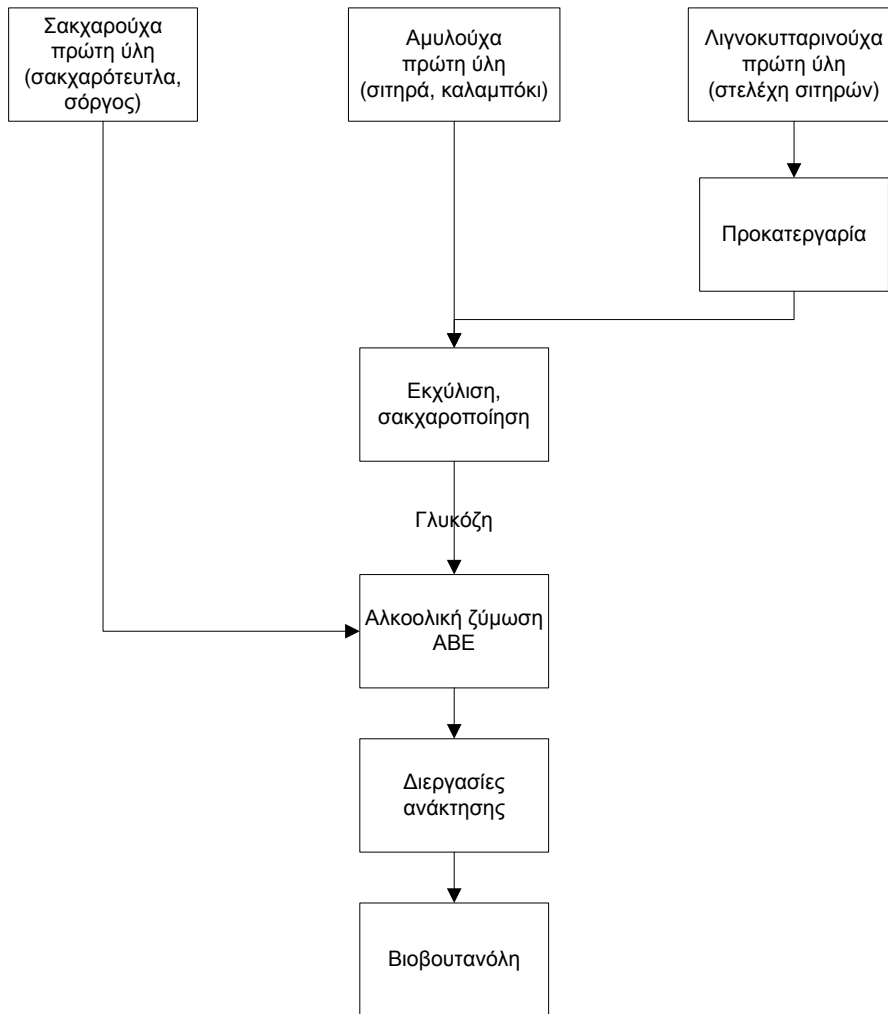 Σακχαρούχα
πρώτη ύλη
(σακχαρότευτλα,
σόργος)
Αμυλούχα
πρώτη ύλη
(σιτηρά, καλαμπόκι)
Λιγνοκυτταρινούχα
πρώτη ύλη
(στελέχη σιτηρών)
Προκατεργαρία
Εκχύλιση,
σακχαροποίηση
Γλυκόζη
Αλκοολική ζύμωση
ABE
Διεργασίες
ανάκτησης
Βιοβουτανόλη